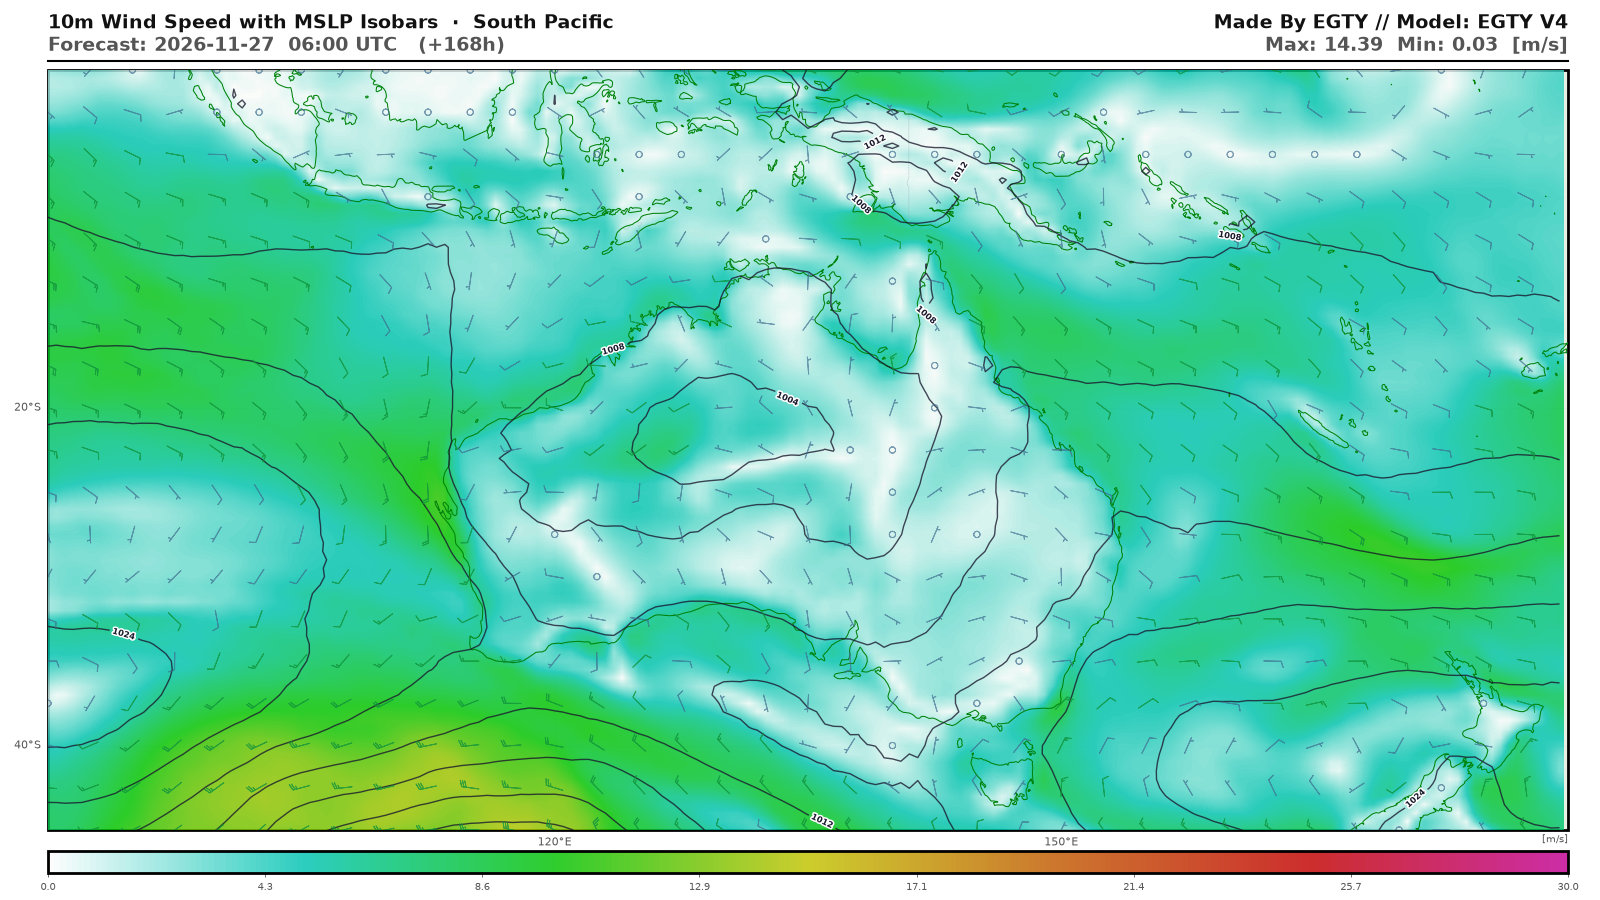 10m Wind Speed with MSLP Isobars · South Pacific
Made By EGTY // Model: EGTY V4
Forecast: 2026-11-27 06:00 UTC (+168h)
Max: 14.39 Min: 0.03 [m/s]
1012
1012
1008
1008
1008
1008
20°S
1004
1024
40°S
1024
1012
120°E
150°E
[m/s]
0.0
4.3
8.6
12.9
17.1
21.4
25.7
30.0